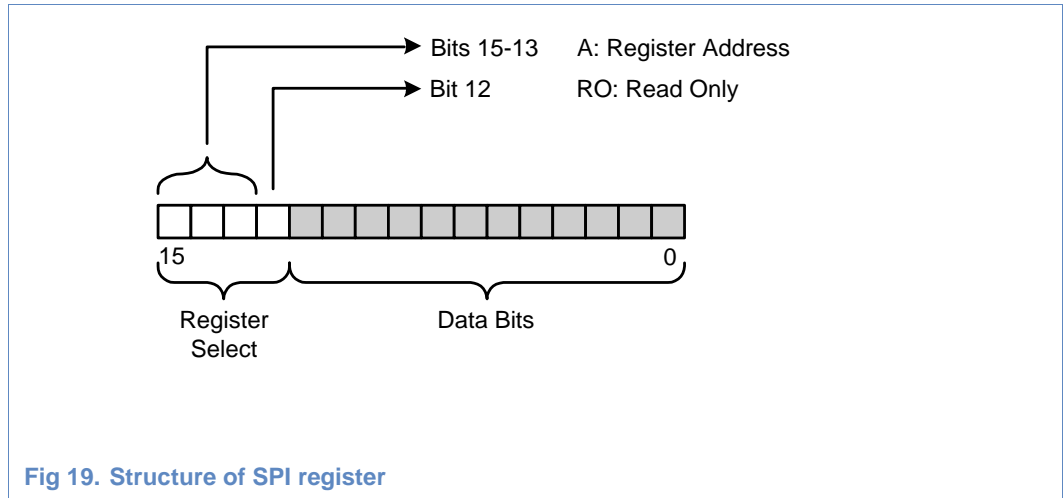 Bits 15-13 A: Register Address
Bit 12 RO: Read Only
15 0
Register Data Bits
Select
Fig 19. Structure of SPI register